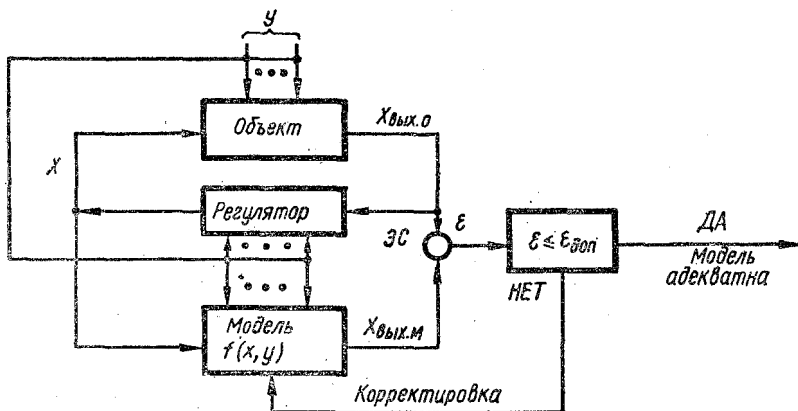 У
Объект
Xвых.о
X
Регулятор
ЭС
ε
ε ≤ εдоп
ДА
Модель
адекватна
НЕТ
Модель
f(x,y)
Xвых.м
Корректировка